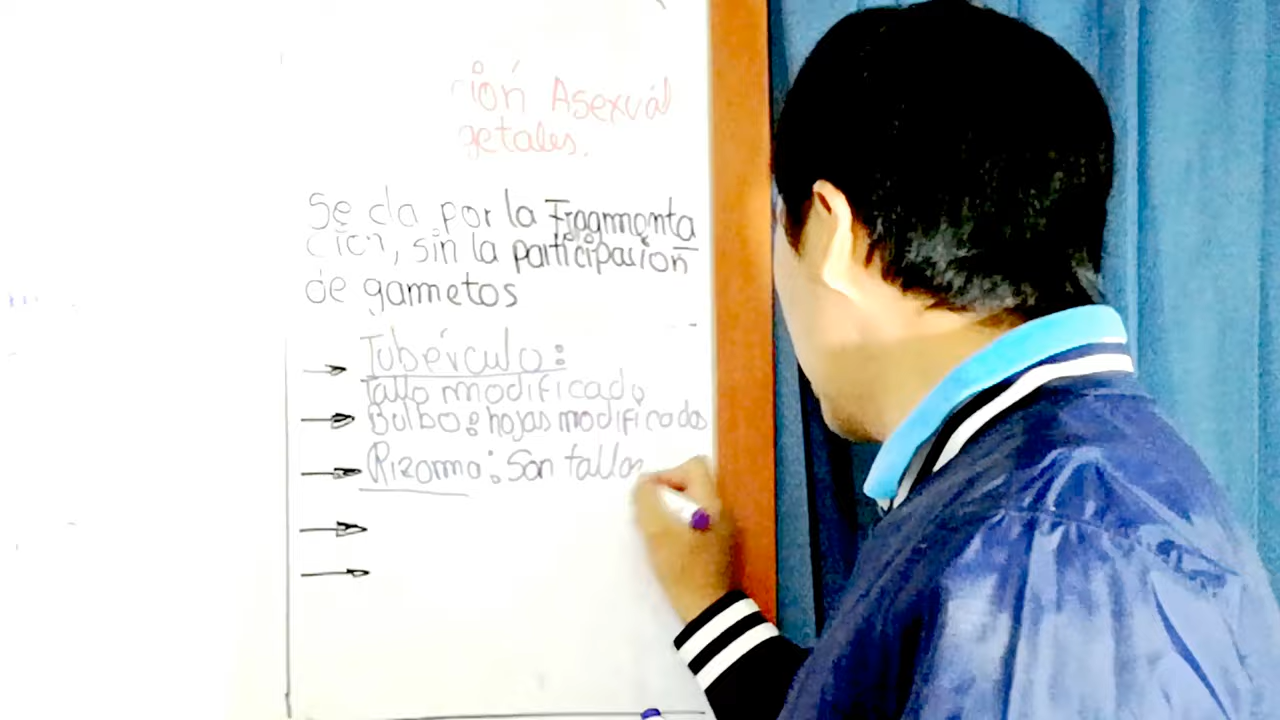 ión Asexual
getales.
Se da por la Fragmenta
ción, sin la participación
de gametos
Tubérculo:
Tallo modificado
Bulbo: hojas modificadas
Rizoma: Son tallos